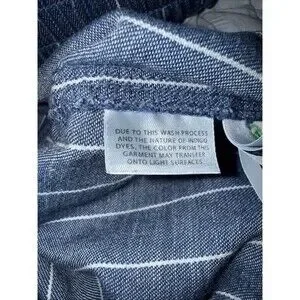 DUE TO THIS WASH PROCESS
AND THE NATURE OF INDIGO
DYES, THE COLOR FROM THIS
GARMENT MAY TRANSFER
ONTO LIGHT SURFACES.